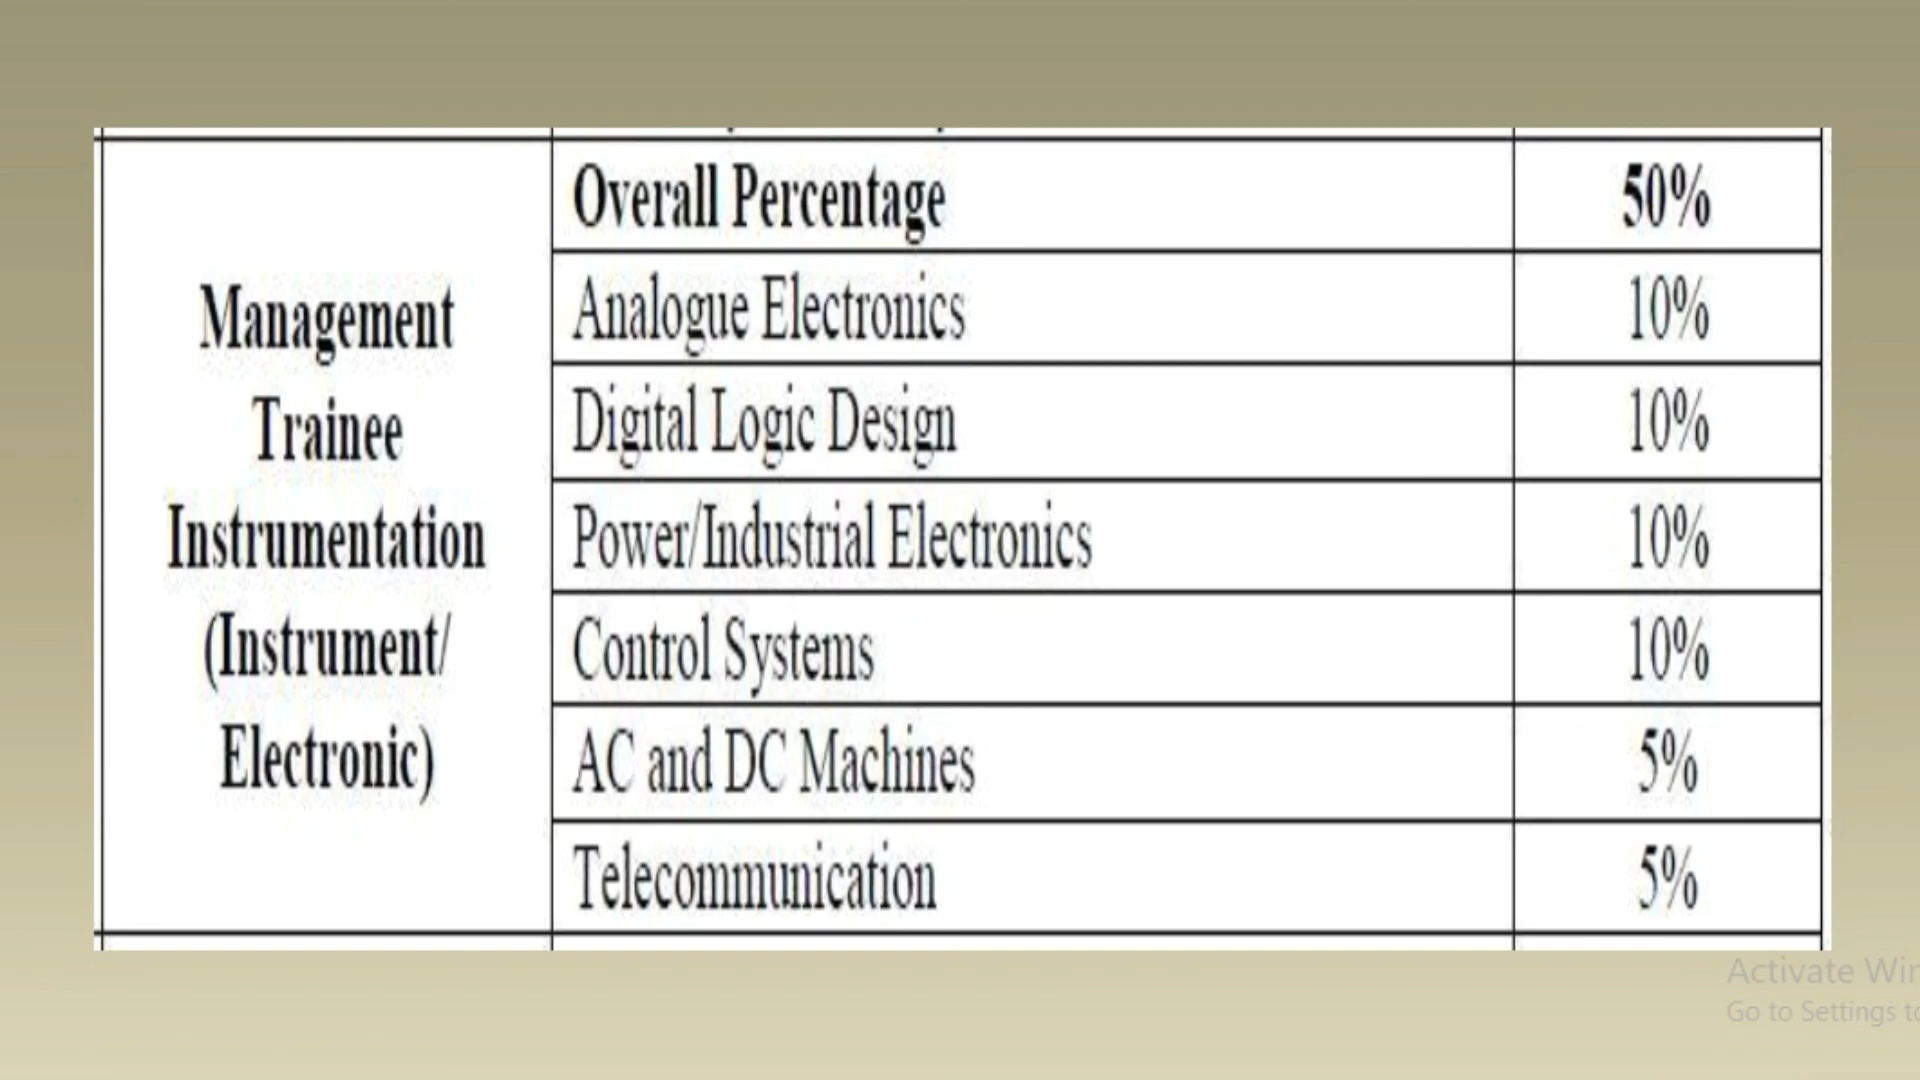 Management
Trainee
Instrumentation
(Instrument/
Electronic)
Overall Percentage 50%
Analogue Electronics 10%
Digital Logic Design 10%
Power/Industrial Electronics 10%
Control Systems 10%
AC and DC Machines 5%
Telecommunication 5%
Activate Win
Go to Settings to